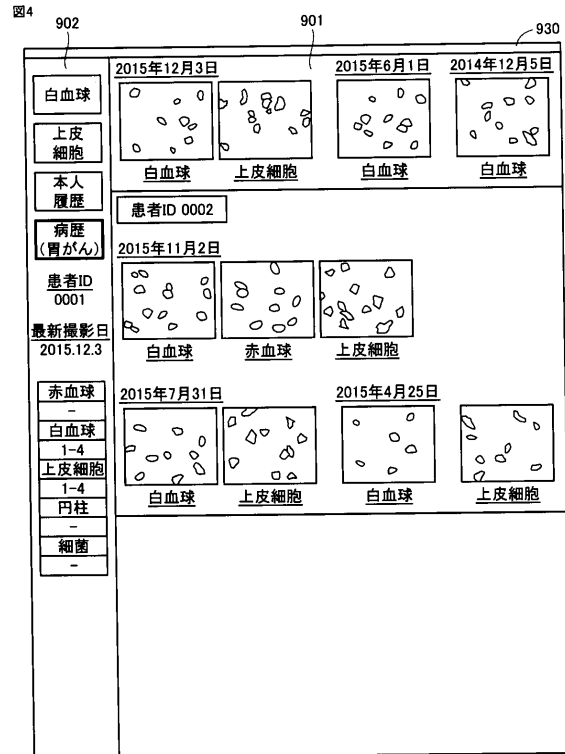 図4
902
901
930
白血球
上皮
細胞
本人
履歴
病歴
(胃がん)
患者ID
0001
最新撮影日
2015.12.3
赤血球
-
白血球
1-4
上皮細胞
1-4
円柱
-
細菌
-
2015年12月3日
2015年6月1日
2014年12月5日
白血球
上皮細胞
白血球
白血球
患者ID 0002
2015年11月2日
白血球
赤血球
上皮細胞
2015年7月31日
2015年4月25日
白血球
上皮細胞
白血球
上皮細胞